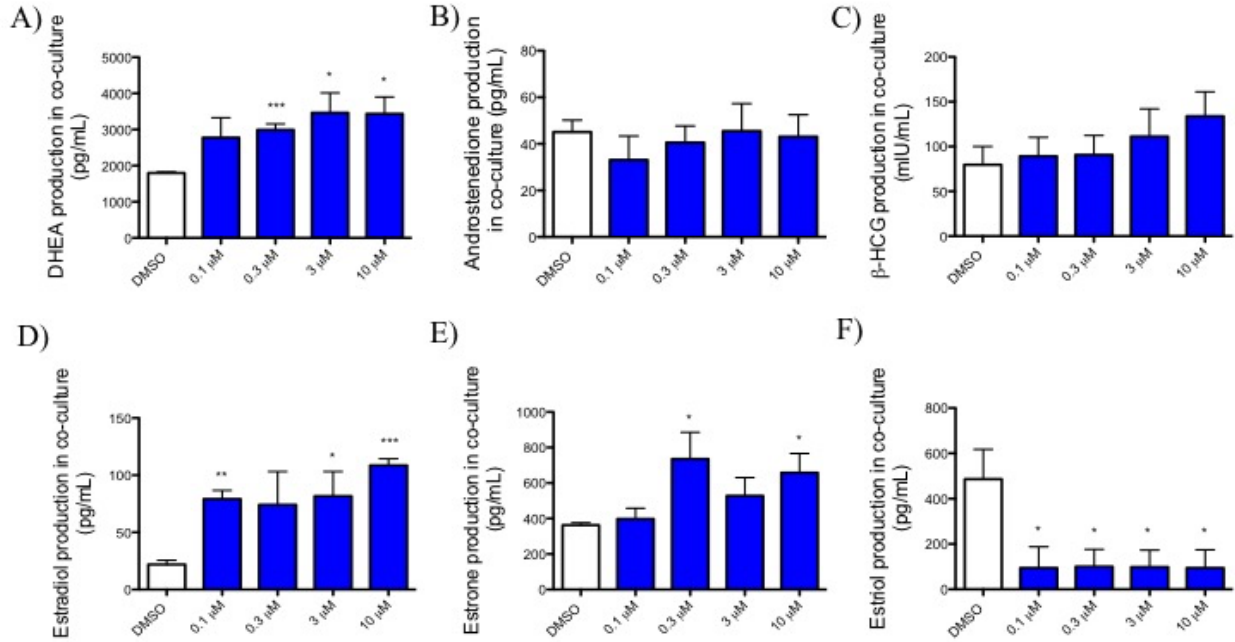 A)
DHEA production in co-culture
(pg/mL)
5000
4000
3000
2000
1000
0
***
*
*
DMSO
0.1 µM
0.3 µM
3 µM
10 µM
B)
Androstenedione production
in co-culture (pg/mL)
80
60
40
20
0
DMSO
0.1 µM
0.3 µM
3 µM
10 µM
C)
β-HCG production in co-culture
(mIU/mL)
200
150
100
50
0
DMSO
0.1 µM
0.3 µM
3 µM
10 µM
D)
Estradiol production in co-culture
(pg/mL)
150
100
50
0
**
*
***
DMSO
0.1 µM
0.3 µM
3 µM
10 µM
E)
Estrone production in co-culture
(pg/mL)
1000
800
600
400
200
0
*
*
DMSO
0.1 µM
0.3 µM
3 µM
10 µM
F)
Estriol production in co-culture
(pg/mL)
800
600
400
200
0
*
*
*
*
DMSO
0.1 µM
0.3 µM
3 µM
10 µM